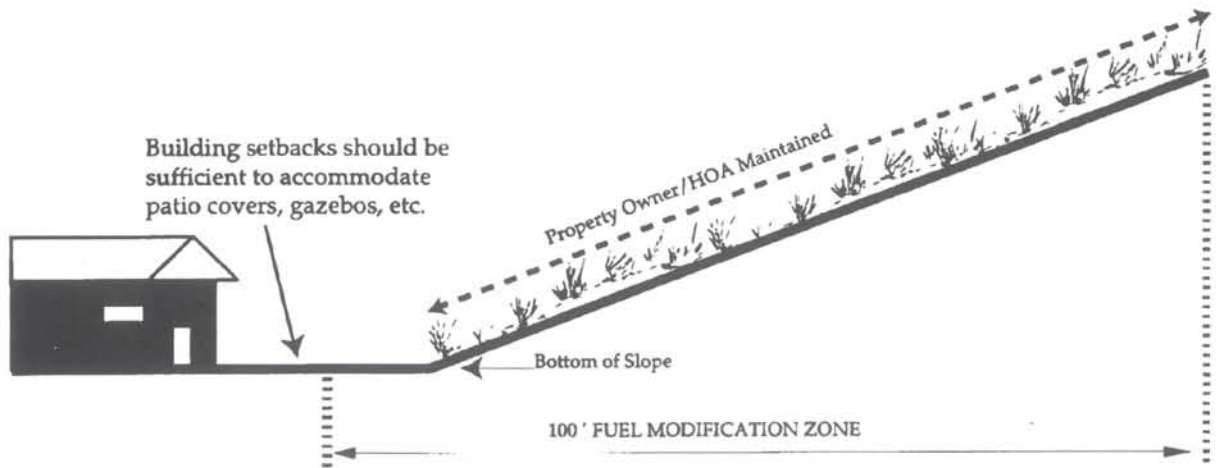 Building setbacks should be
sufficient to accommodate
patio covers, gazebos, etc.
Property Owner/HOA Maintained
Bottom of Slope
100' FUEL MODIFICATION ZONE